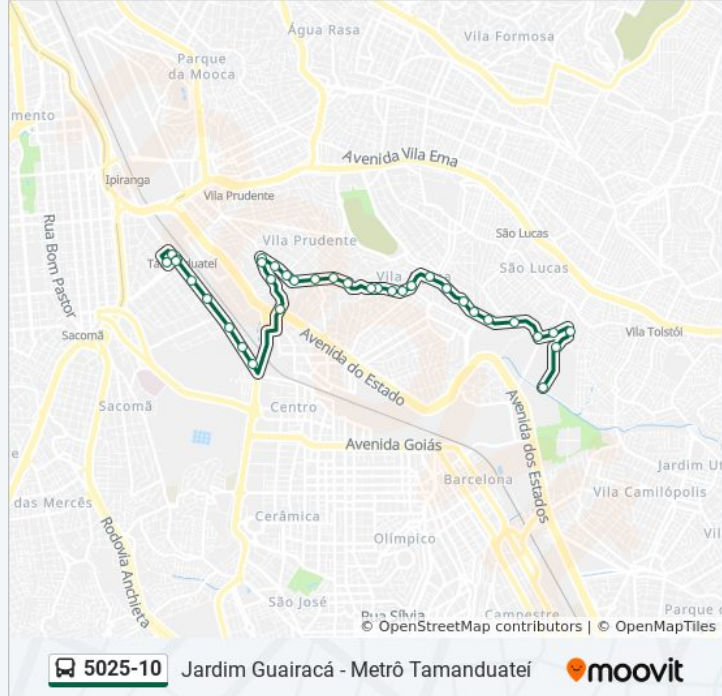 Água Rasa
Vila Formosa
Parque
da Mooca
mento
Avenida Vila Ema
Ipiranga
Vila Prudente
Rua Bom Pastor
São Lucas
Vila Prudente
São Lucas
Vila
Sacomã
Vila Tolstói
Avenida do Estado
Sacomã
Centro
Avenida dos Estados
Avenida Goiás
Jardim Ut
Barcelona
Vila Camilópolis
das Mercês
Cerâmica
Rodovia Anchieta
Olímpico
Vil
São José
Rua Sílvia
Campestre
Parque
© OpenStreetMap contributors | © OpenMapTiles
5025-10 Jardim Guairacá - Metrô Tamanduateí moovit